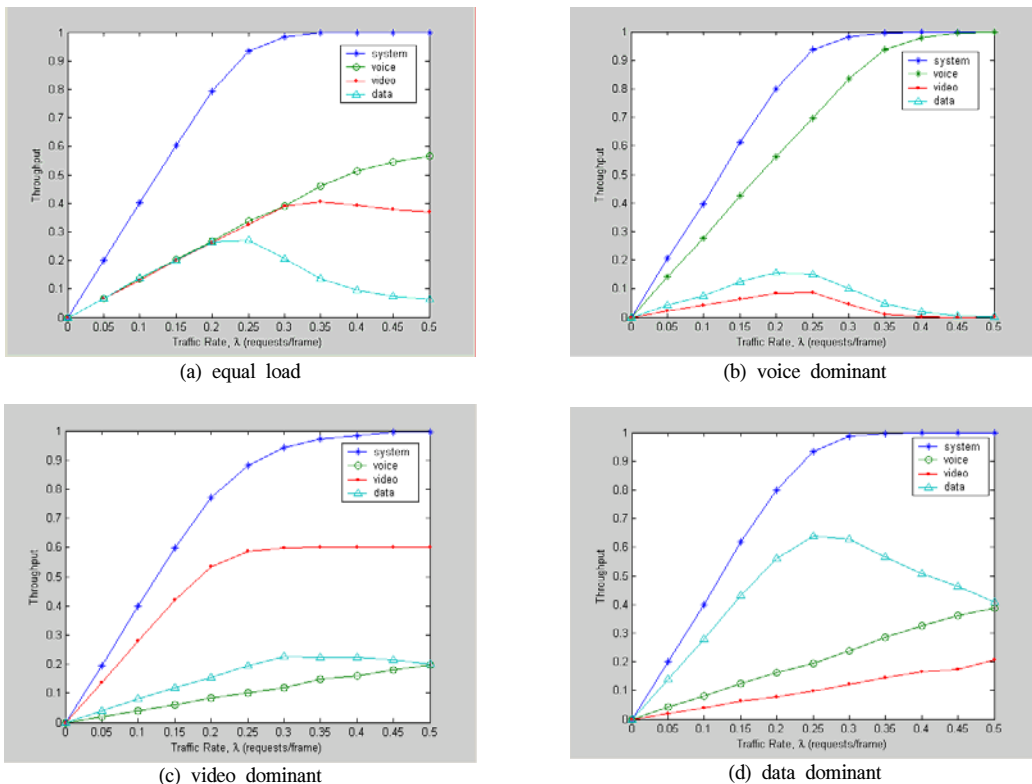 1
0.9
0.8
0.7
0.6
0.5
0.4
0.3
0.2
0.1
0
Throughput
system
voice
video
data
0 0.05 0.1 0.15 0.2 0.25 0.3 0.35 0.4 0.45 0.5
Traffic Rate, λ (requests/frame)
(a) equal load
1
0.9
0.8
0.7
0.6
0.5
0.4
0.3
0.2
0.1
0
Throughput
system
voice
video
data
0 0.05 0.1 0.15 0.2 0.25 0.3 0.35 0.4 0.45 0.5
Traffic Rate, λ (requests/frame)
(b) voice dominant
1
0.9
0.8
0.7
0.6
0.5
0.4
0.3
0.2
0.1
0
Throughput
system
voice
video
data
0 0.05 0.1 0.15 0.2 0.25 0.3 0.35 0.4 0.45 0.5
Traffic Rate, λ (requests/frame)
(c) video dominant
1
0.9
0.8
0.7
0.6
0.5
0.4
0.3
0.2
0.1
0
Throughput
system
voice
video
data
0 0.05 0.1 0.15 0.2 0.25 0.3 0.35 0.4 0.45 0.5
Traffic Rate, λ (requests/frame)
(d) data dominant